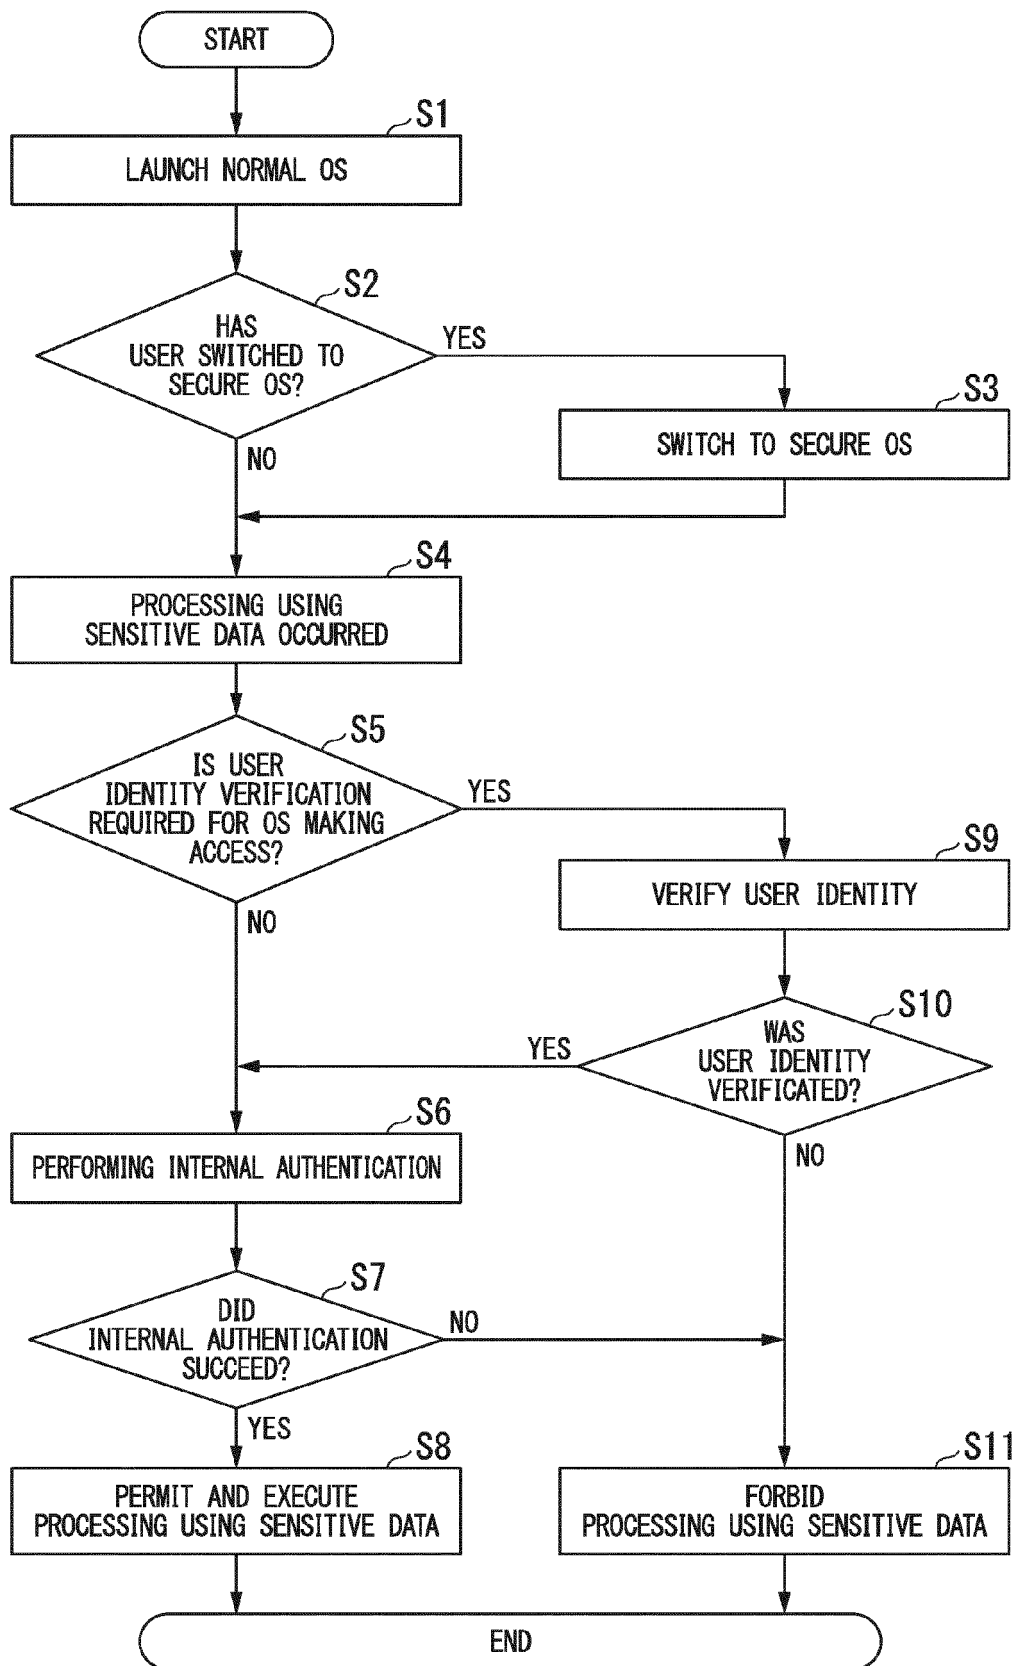 START
S1
LAUNCH NORMAL OS
S2
HAS
USER SWITCHED TO
SECURE OS?
YES
NO
S3
SWITCH TO SECURE OS
S4
PROCESSING USING
SENSITIVE DATA OCCURRED
S5
IS USER
IDENTITY VERIFICATION
REQUIRED FOR OS MAKING
ACCESS?
YES
NO
S9
VERIFY USER IDENTITY
S10
WAS
USER IDENTITY
VERIFICATED?
YES
NO
S6
PERFORMING INTERNAL AUTHENTICATION
S7
DID
INTERNAL AUTHENTICATION
SUCCEED?
NO
YES
S8
PERMIT AND EXECUTE
PROCESSING USING SENSITIVE DATA
S11
FORBID
PROCESSING USING SENSITIVE DATA
END